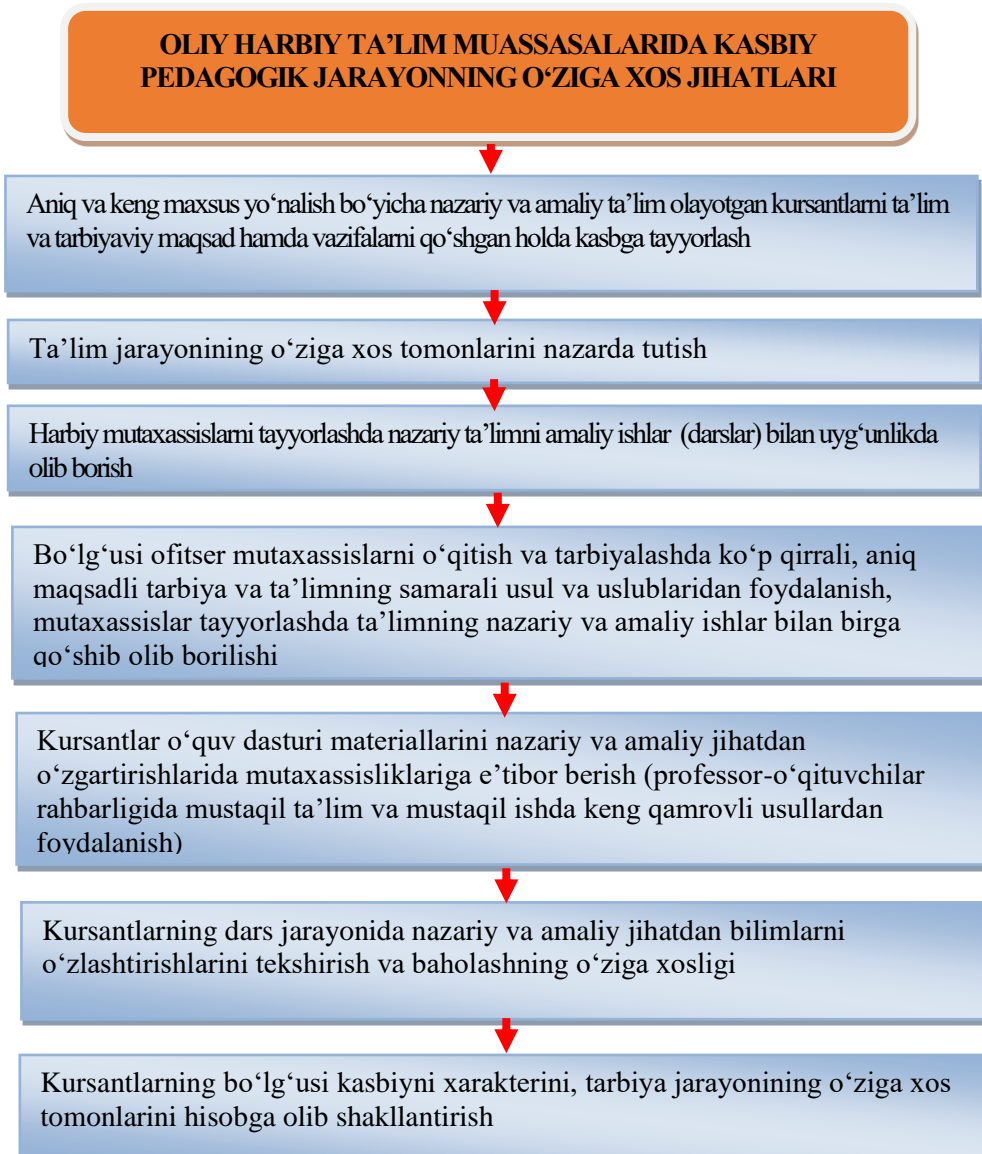 OLIY HARBIY TA’LIM MUASSASALARIDA KASBIY
PEDAGOGIK JARAYONNING O‘ZIGA XOS JIHATLARI
Aniq va keng maxsus yo‘nalish bo‘yicha nazariy va amaliy ta’lim olayotgan kursantlarni ta’lim
va tarbiyaviy maqsad hamda vazifalarni qo‘shgan holda kasbga tayyorlash
Ta’lim jarayonining o‘ziga xos tomonlarini nazarda tutish
Harbiy mutaxassislarni tayyorlashda nazariy ta’limni amaliy ishlar (darslar) bilan uyg‘unlikda
olib borish
Bo‘lg‘usi ofitser mutaxassislarni o‘qitish va tarbiyalashda ko‘p qirrali, aniq
maqsadli tarbiya va ta’limning samarali usul va uslublaridan foydalanish,
mutaxassislar tayyorlashda ta’limning nazariy va amaliy ishlar bilan birga
qo‘shib olib borilishi
Kursantlar o‘quv dasturi materiallarini nazariy va amaliy jihatdan
o‘zgartirishlarida mutaxassisliklariga e’tibor berish (professor-o‘qituvchilar
rahbarligida mustaqil ta’lim va mustaqil ishda keng qamrovli usullardan
foydalanish)
Kursantlarning dars jarayonida nazariy va amaliy jihatdan bilimlarni
o‘zlashtirishlarini tekshirish va baholashning o‘ziga xosligi
Kursantlarning bo‘lg‘usi kasbiyni xarakterini, tarbiya jarayonining o‘ziga xos
tomonlarini hisobga olib shakllantirish